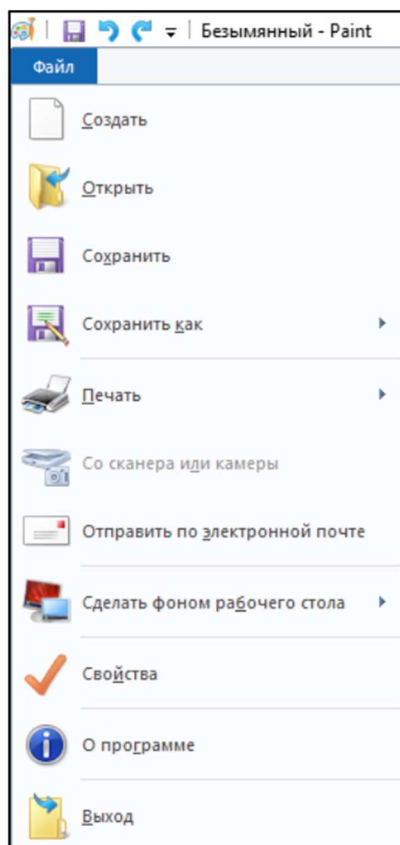 Безымянный - Paint
Файл
Создать
Открыть
Сохранить
Сохранить как
Печать
Со сканера или камеры
Отправить по электронной почте
Сделать фоном рабочего стола
Свойства
О программе
Выход